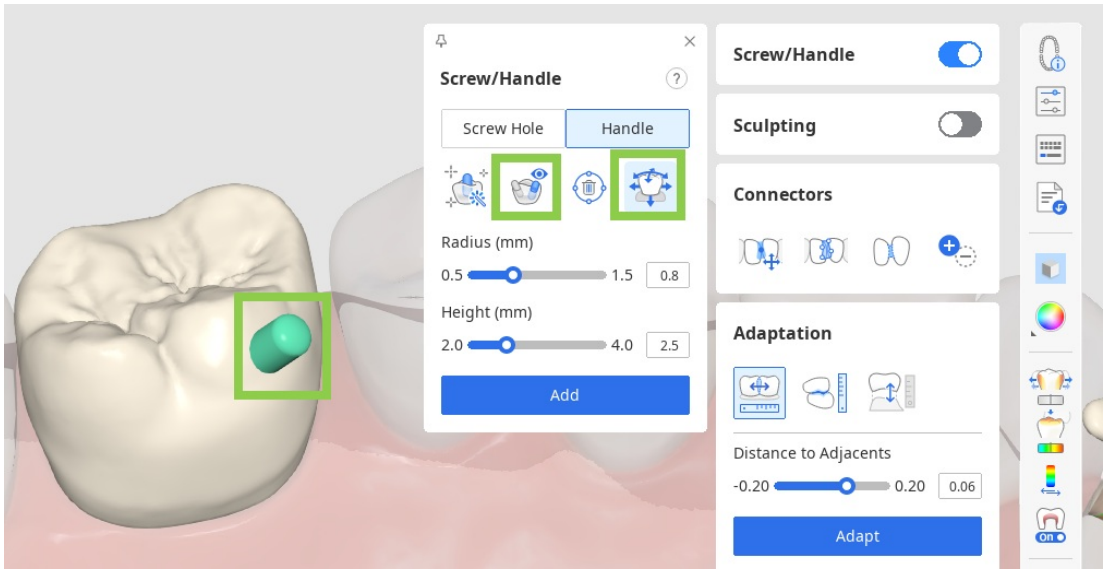 Screw/Handle
?
Screw Hole
Handle
Radius (mm)
0.5
1.5
0.8
Height (mm)
2.0
4.0
2.5
Add
Screw/Handle
Sculpting
Connectors
Adaptation
Distance to Adjacents
-0.20
0.20
0.06
Adapt
On